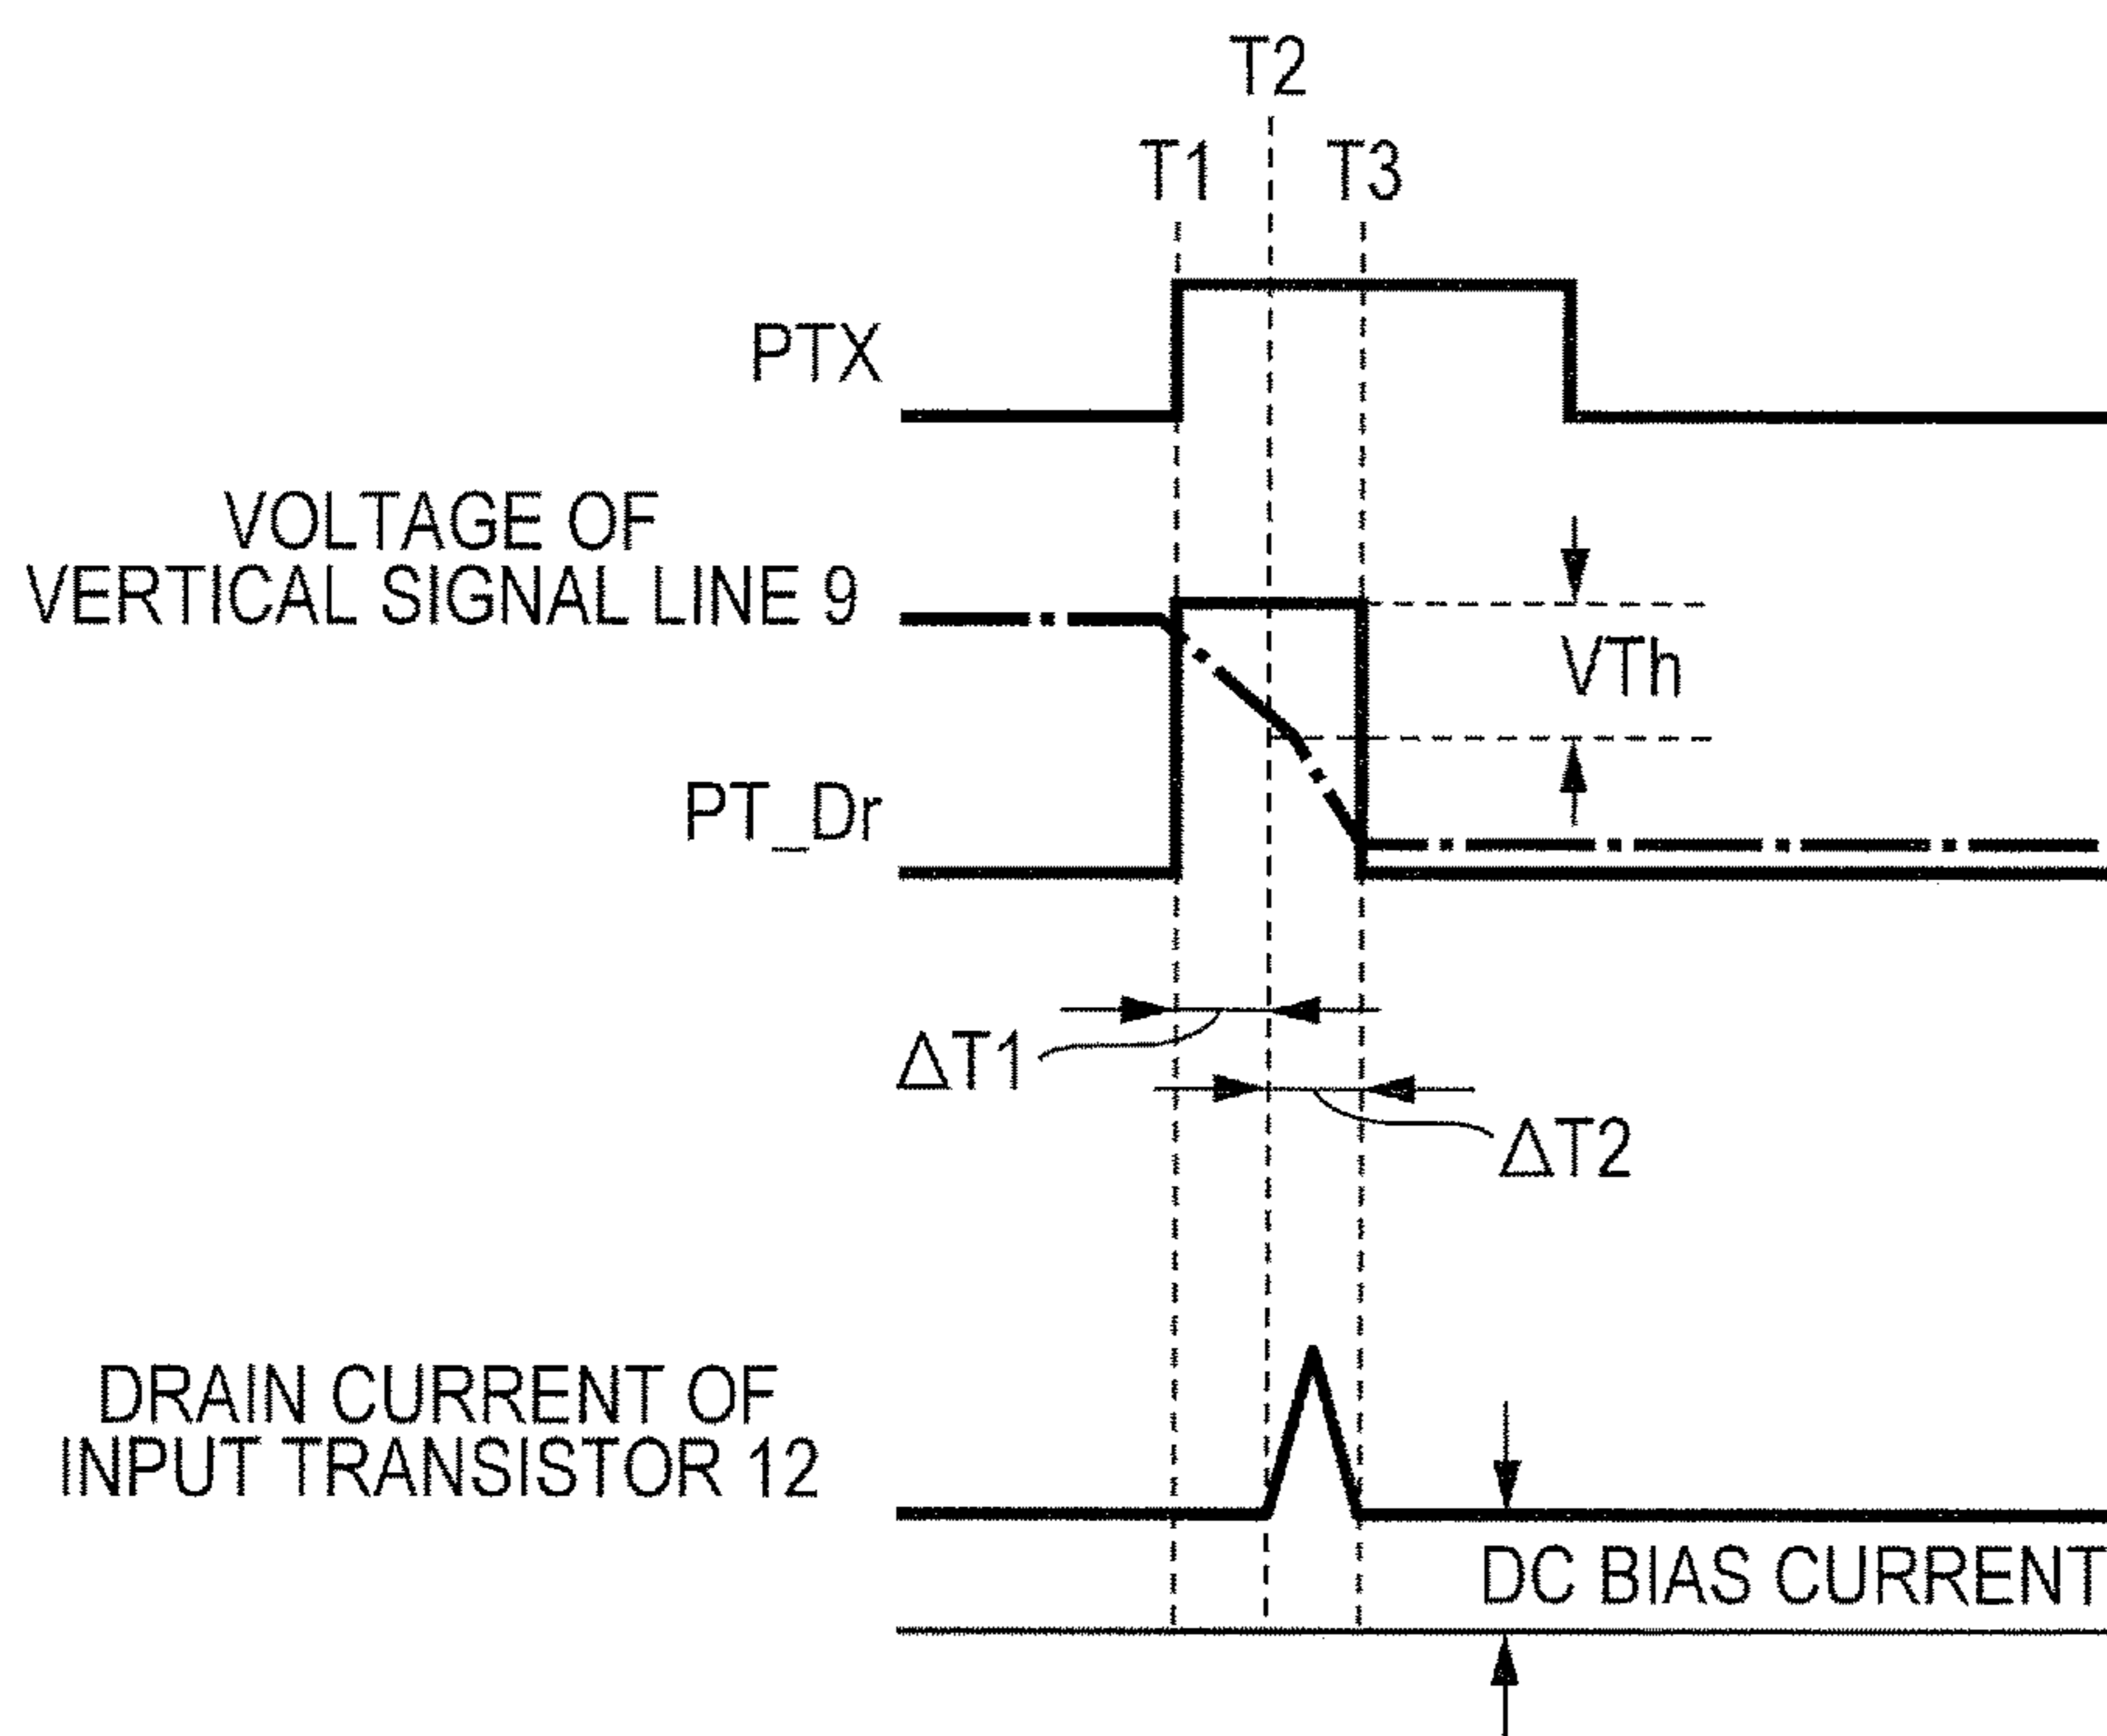 T2
T1
T3
PTX
VOLTAGE OF
VERTICAL SIGNAL LINE 9
VTh
PT_Dr
ΔT1
ΔT2
DRAIN CURRENT OF
INPUT TRANSISTOR 12
DC BIAS CURRENT